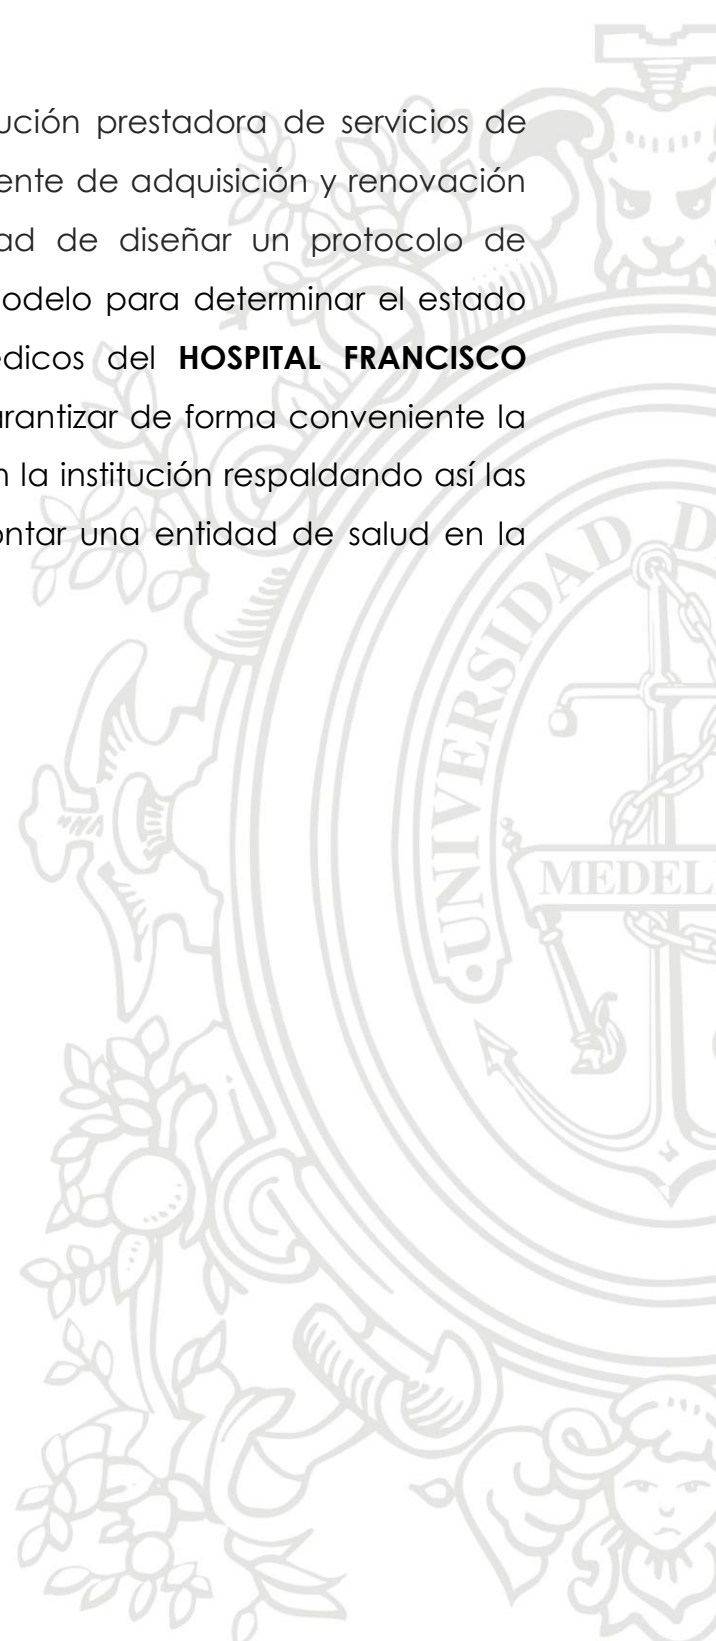 ución prestadora de servicios de
ente de adquisición y renovación
ad de diseñar un protocolo de
odelo para determinar el estado
édicos del HOSPITAL FRANCISCO
arantizar de forma conveniente la
n la institución respaldando así las
ontar una entidad de salud en la
UNIVERSIDAD D
MEDEL